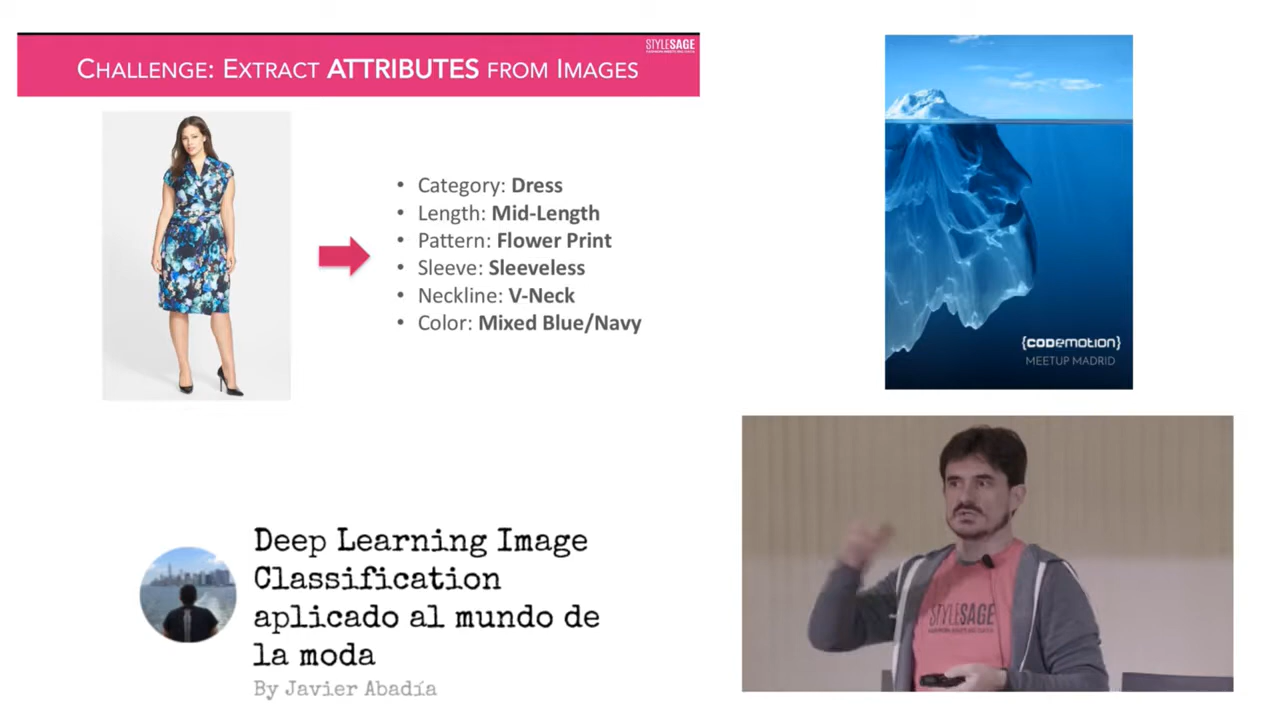 STYLESAGE
CHALLENGE: EXTRACT ATTRIBUTES FROM IMAGES
• Category: Dress
• Length: Mid-Length
• Pattern: Flower Print
• Sleeve: Sleeveless
• Neckline: V-Neck
• Color: Mixed Blue/Navy
{CODEMOTION}
MEETUP MADRID
Deep Learning Image
Classification
aplicado al mundo de
la moda
By Javier Abadía
STYLESAGE